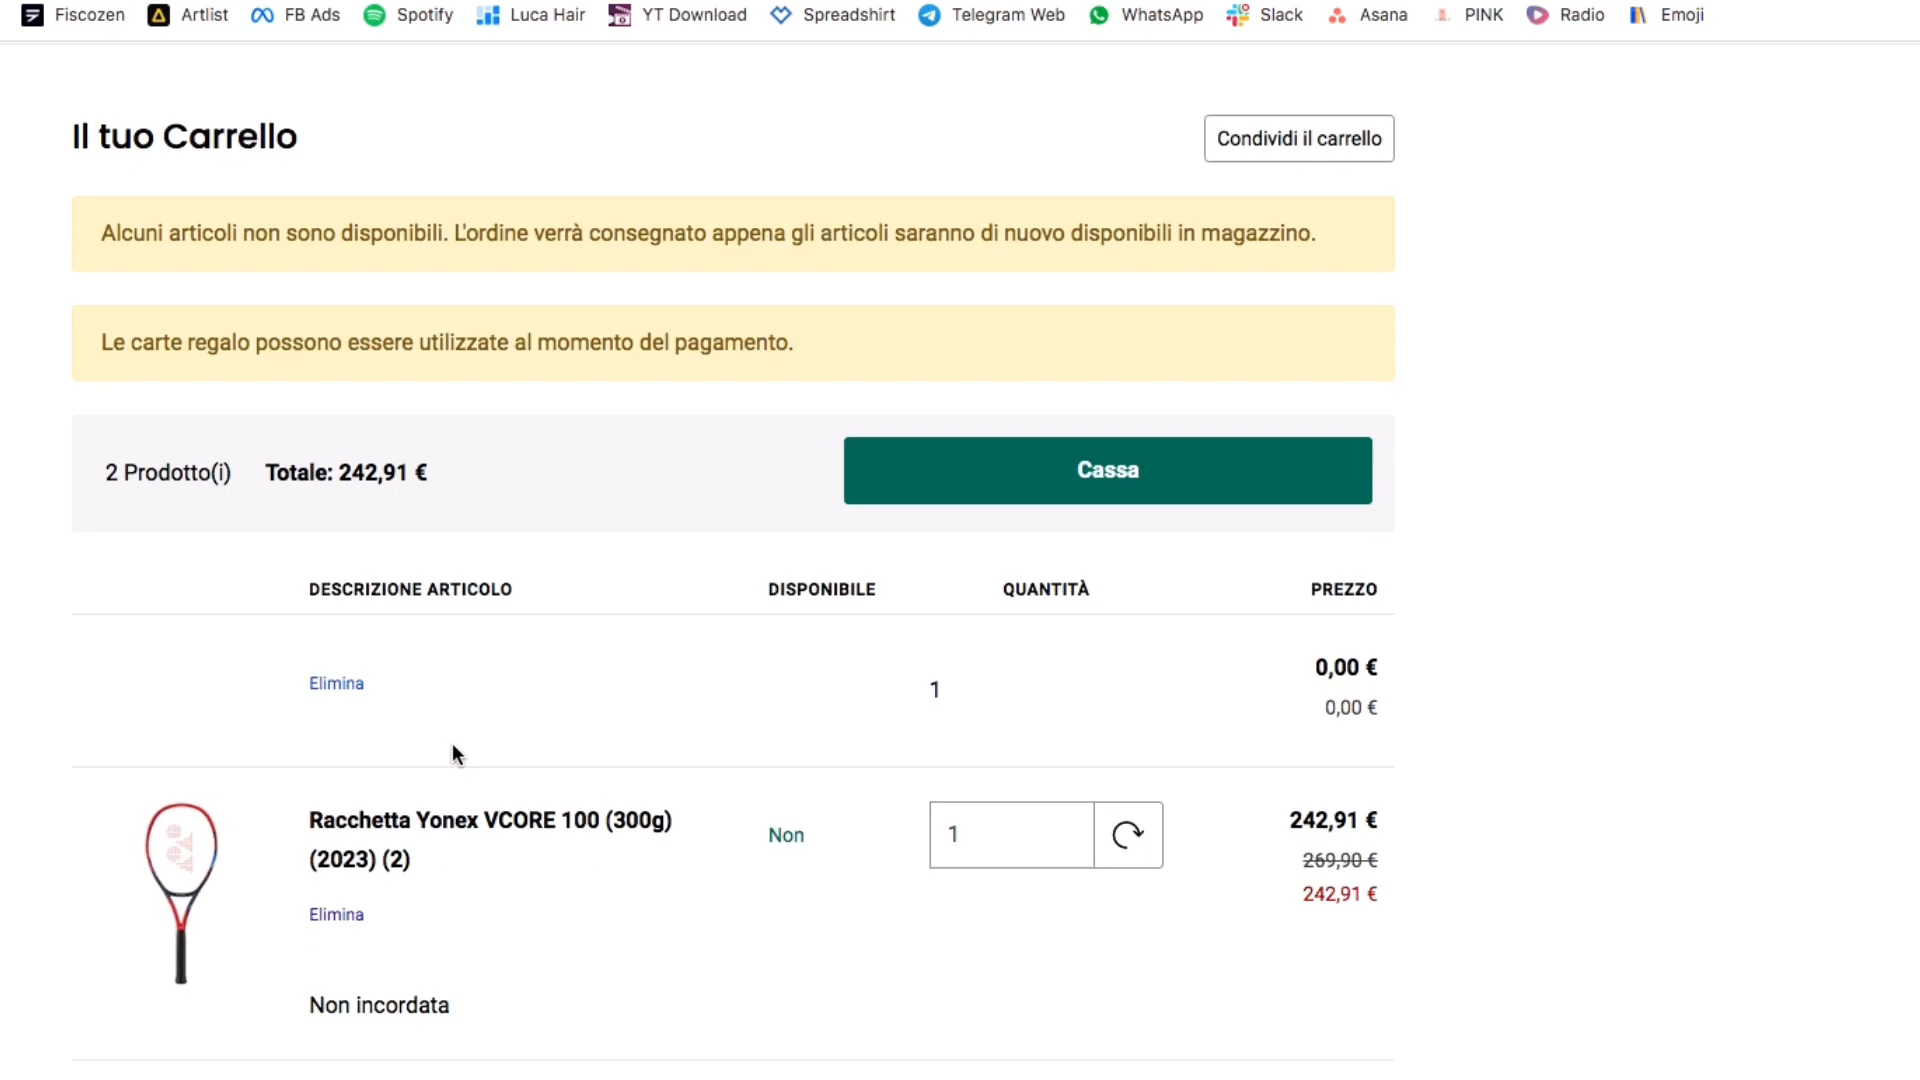 Fiscozen Artlist FB Ads Spotify Luca Hair YT Download Spreadshirt Telegram Web WhatsApp Slack Asana PINK Radio Emoji
Il tuo Carrello
Condividi il carrello
Alcuni articoli non sono disponibili. L'ordine verrà consegnato appena gli articoli saranno di nuovo disponibili in magazzino.
Le carte regalo possono essere utilizzate al momento del pagamento.
2 Prodotto(i) Totale: 242,91 €
Cassa
DESCRIZIONE ARTICOLO DISPONIBILE QUANTITÀ PREZZO
0,00 €
Elimina 1
0,00 €
Racchetta Yonex VCORE 100 (300g) 242,91 €
Non 1
(2023) (2) 269,90 €
242,91 €
Elimina
Non incordata